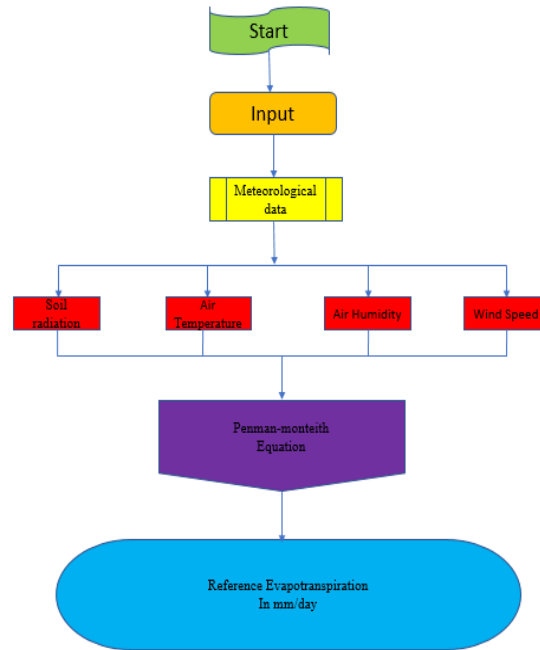 Start
Input
Meteorological
data
Soil
radiation
Air
Temperature
Air Humidity
Wind Speed
Penman-monteith
Equation
Reference Evapotranspiration
In mm/day